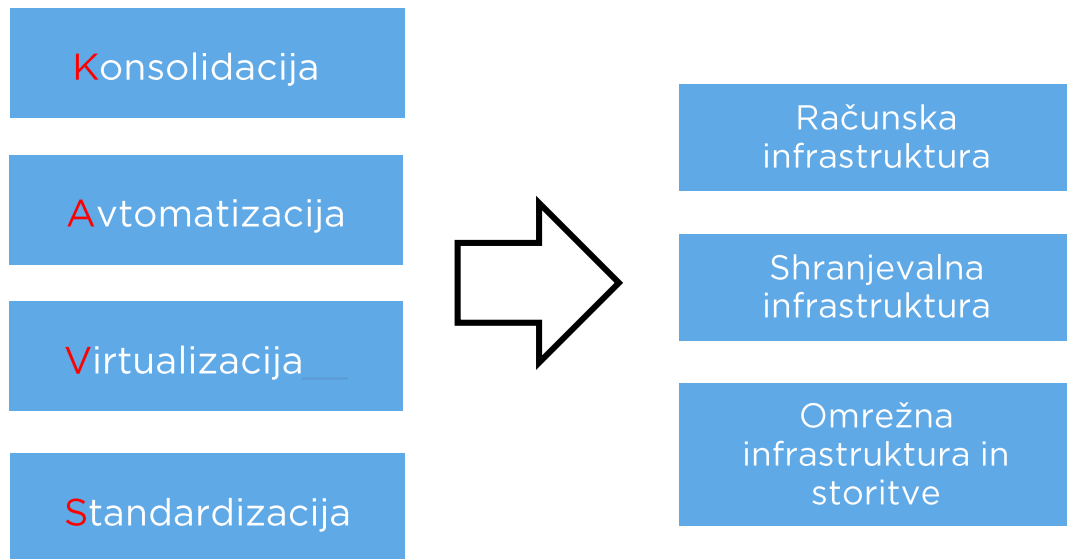 Konsolidacija
Avtomatizacija
Virtualizacija
Standardizacija
Računska
infrastruktura
Shranjevalna
infrastruktura
Omrežna
infrastruktura in
storitve